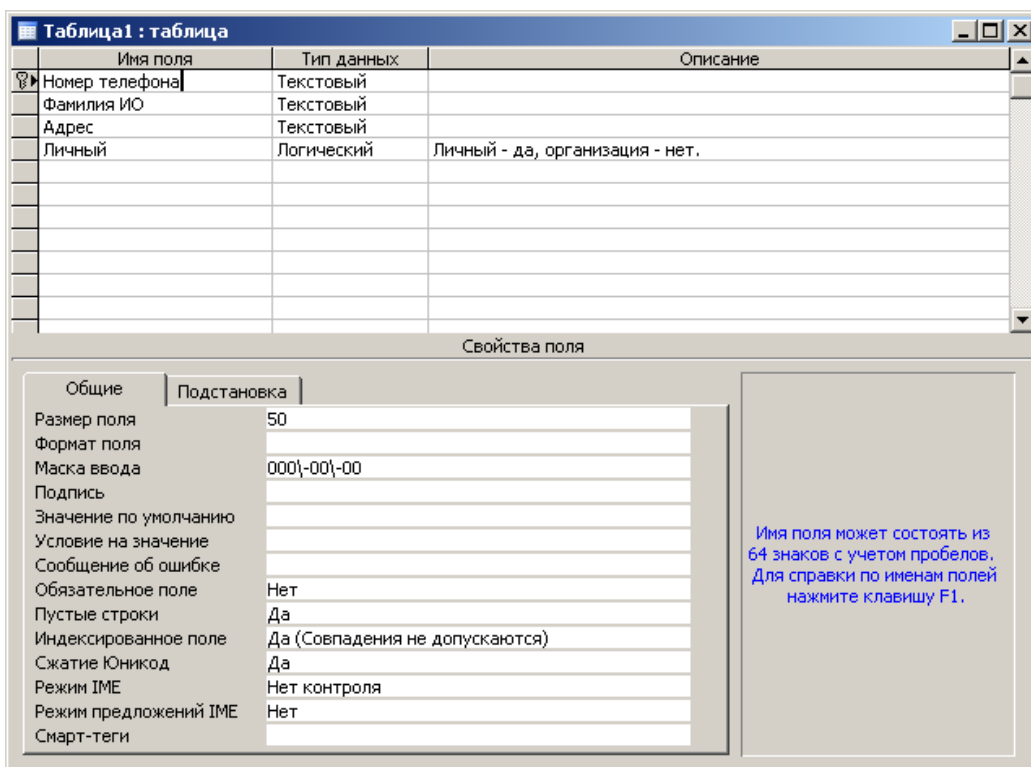 Таблица1 : таблица
Имя поля Тип данных Описание
Номер телефона Текстовый
Фамилия ИО Текстовый
Адрес Текстовый
Личный Логический Личный - да, организация - нет.
Свойства поля
Общие Подстановка
Размер поля 50
Формат поля
Маска ввода 000\-00\-00
Подпись
Значение по умолчанию
Условие на значение
Сообщение об ошибке
Обязательное поле Нет
Пустые строки Да
Индексированное поле Да (Совпадения не допускаются)
Сжатие Юникод Да
Режим IME Нет контроля
Режим предложений IME Нет
Смарт-теги
Имя поля может состоять из
64 знаков с учетом пробелов.
Для справки по именам полей
нажмите клавишу F1.